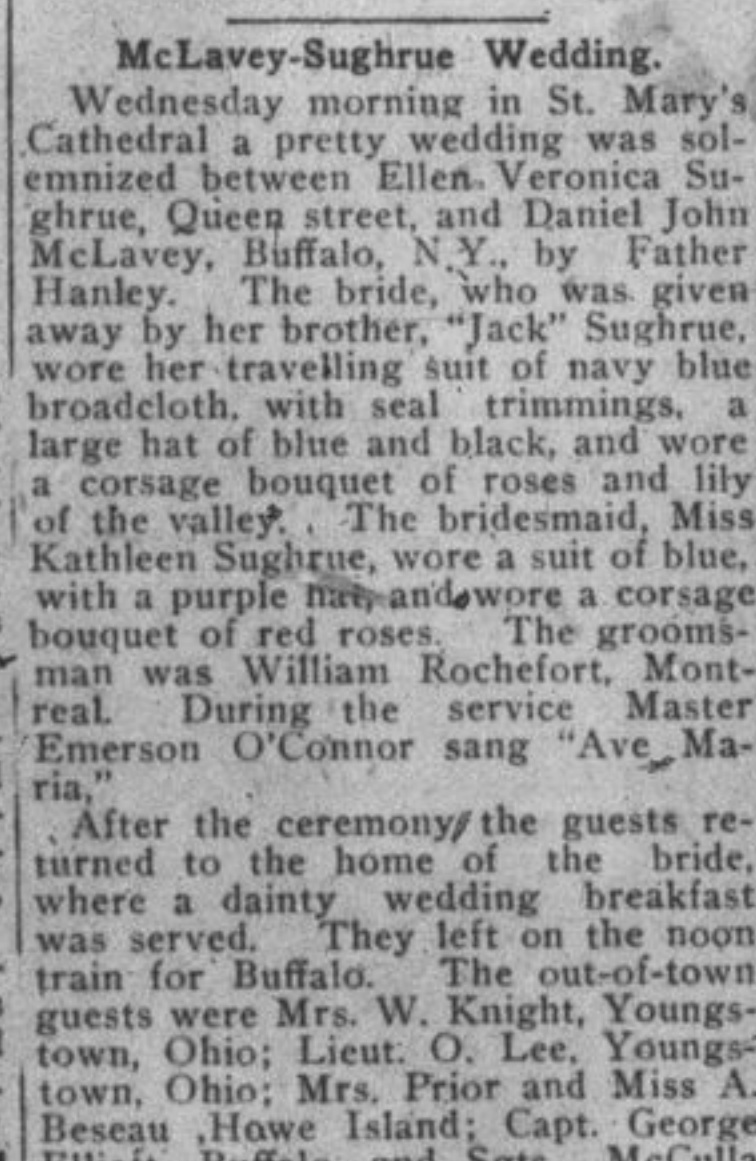 McLavey-Sughrue Wedding.
Wednesday morning in St. Mary's
Cathedral a pretty wedding was sol-
emnized between Ellen Veronica Su-
ghrue, Queen street, and Daniel John
McLavey, Buffalo, N.Y., by Father
Hanley. The bride, who was given
away by her brother, "Jack" Sughrue,
wore her travelling suit of navy blue
broadcloth, with seal trimmings, a
large hat of blue and black, and wore
a corsage bouquet of roses and lily
of the valley. The bridesmaid, Miss
Kathleen Sughrue, wore a suit of blue,
with a purple hat, and wore a corsage
bouquet of red roses. The grooms-
man was William Rochefort, Mont-
real. During the service Master
Emerson O'Connor sang "Ave Ma-
ria,"
After the ceremony the guests re-
turned to the home of the bride,
where a dainty wedding breakfast
was served. They left on the noon
train for Buffalo. The out-of-town
guests were Mrs. W. Knight, Youngs-
town, Ohio; Lieut. O. Lee, Youngs-
town, Ohio; Mrs. Prior and Miss A.
Beseau ,Howe Island; Capt. George
Buffalo and